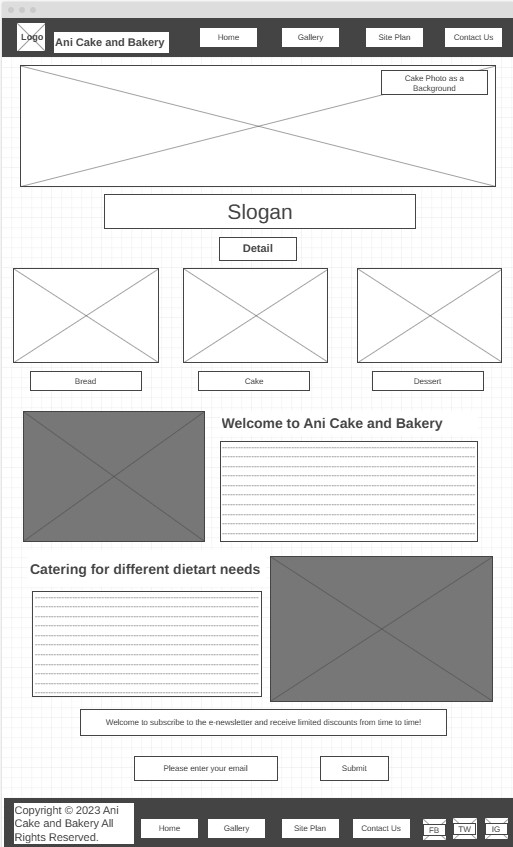 Logo
Ani Cake and Bakery
Home
Gallery
Site Plan
Contact Us
Cake Photo as a
Background
Slogan
Detail
Bread
Cake
Dessert
Welcome to Ani Cake and Bakery
Catering for different dietart needs
Welcome to subscribe to the e-newsletter and receive limited discounts from time to time!
Please enter your email
Submit
Copyright © 2023 Ani
Cake and Bakery All
Rights Reserved.
Home
Gallery
Site Plan
Contact Us
FB
TW
IG